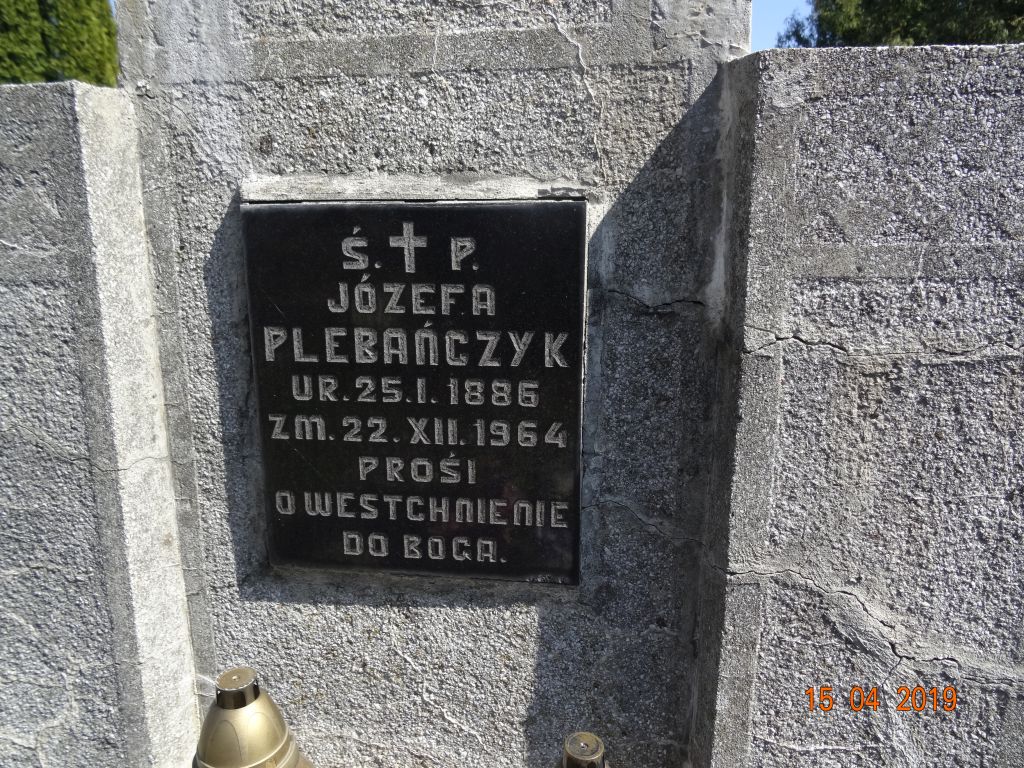 Ś. † P.
JÓZEFA
PLEBAŃCZYK
UR. 25. I. 1886
ZM. 22. XII. 1964
PROŚI
O WESTCHNIENIE
DO BOGA.
15 04 2019